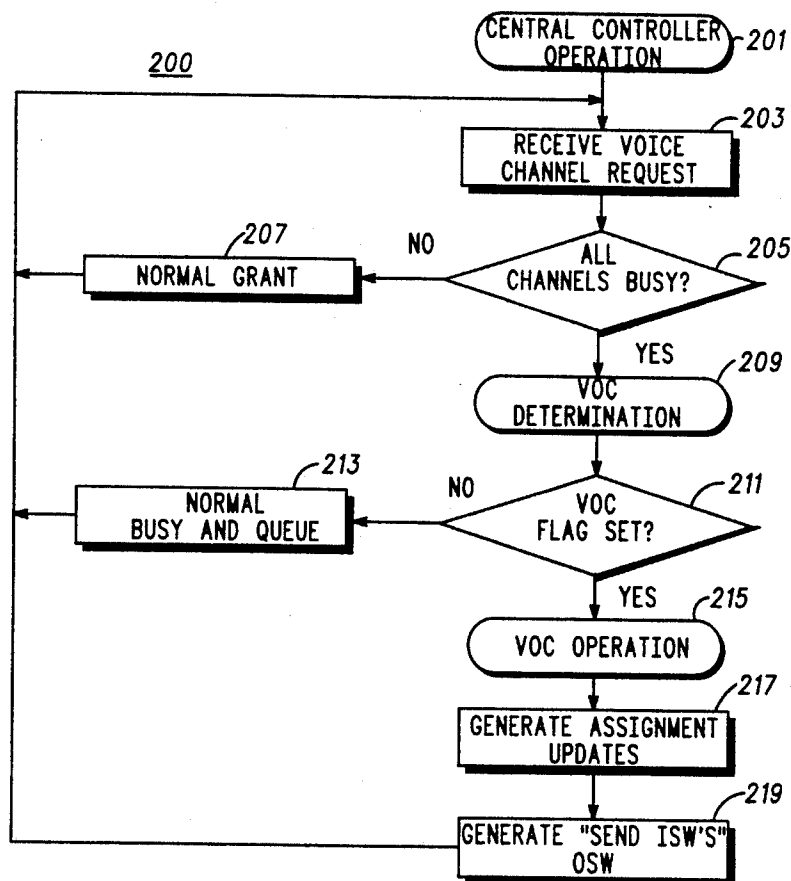 CENTRAL CONTROLLER
OPERATION
201
200
203
RECEIVE VOICE
CHANNEL REQUEST
207
NORMAL GRANT
NO
ALL
CHANNELS BUSY?
205
YES
209
VOC
DETERMINATION
213
NORMAL
BUSY AND QUEUE
NO
VOC
FLAG SET?
211
YES
215
VOC OPERATION
217
GENERATE ASSIGNMENT
UPDATES
219
GENERATE "SEND ISW'S"
OSW